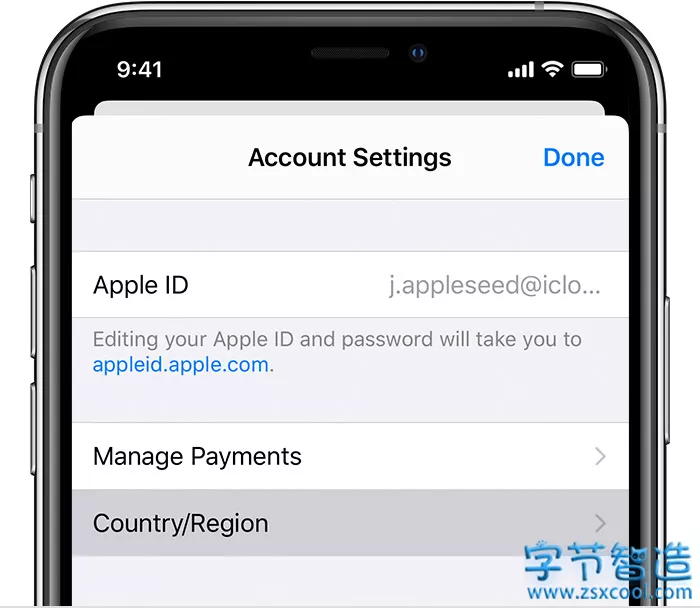 9:41
Account Settings
Done
Apple ID
j.appleseed@iclo...
Editing your Apple ID and password will take you to
appleid.apple.com.
Manage Payments
Country/Region
字节智造
www.zsxcool.com